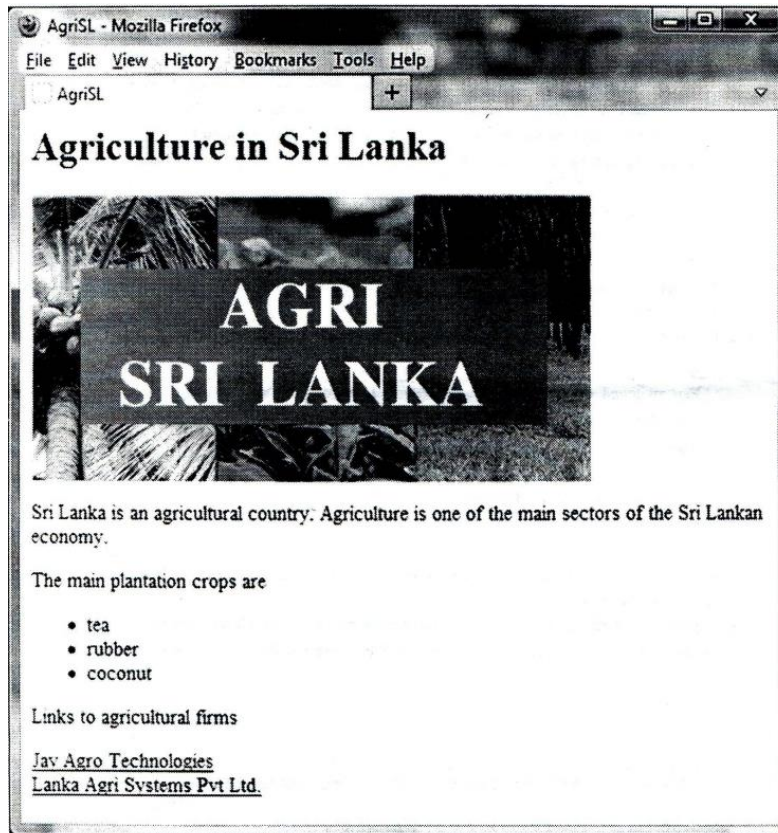 AgriSL - Mozilla Firefox
File Edit View History Bookmarks Tools Help
AgriSL
Agriculture in Sri Lanka
AGRI
SRI LANKA
Sri Lanka is an agricultural country. Agriculture is one of the main sectors of the Sri Lankan
economy.
The main plantation crops are
• tea
• rubber
• coconut
Links to agricultural firms
Jay Agro Technologies
Lanka Agri Systems Pvt Ltd.